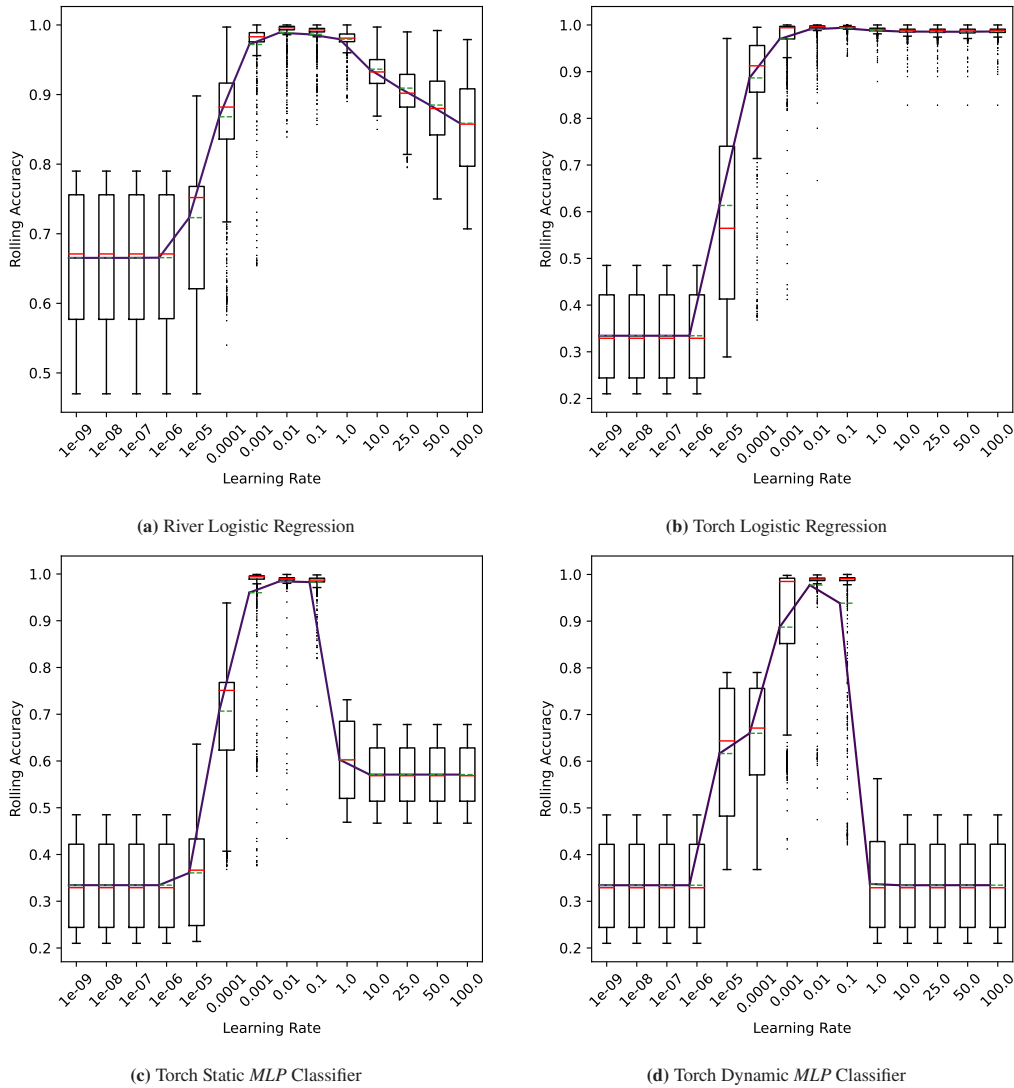 1.0
0.9
0.8
0.7
0.6
0.5
Rolling Accuracy
1e-09 1e-08 1e-07 1e-06 1e-05 0.0001 0.001 0.01 0.1 1.0 10.0 25.0 50.0 100.0
Learning Rate
(a) River Logistic Regression
1.0
0.9
0.8
0.7
0.6
0.5
0.4
0.3
0.2
Rolling Accuracy
1e-09 1e-08 1e-07 1e-06 1e-05 0.0001 0.001 0.01 0.1 1.0 10.0 25.0 50.0 100.0
Learning Rate
(b) Torch Logistic Regression
1.0
0.9
0.8
0.7
0.6
0.5
0.4
0.3
0.2
Rolling Accuracy
1e-09 1e-08 1e-07 1e-06 1e-05 0.0001 0.001 0.01 0.1 1.0 10.0 25.0 50.0 100.0
Learning Rate
(c) Torch Static MLP Classifier
1.0
0.9
0.8
0.7
0.6
0.5
0.4
0.3
0.2
Rolling Accuracy
1e-09 1e-08 1e-07 1e-06 1e-05 0.0001 0.001 0.01 0.1 1.0 10.0 25.0 50.0 100.0
Learning Rate
(d) Torch Dynamic MLP Classifier